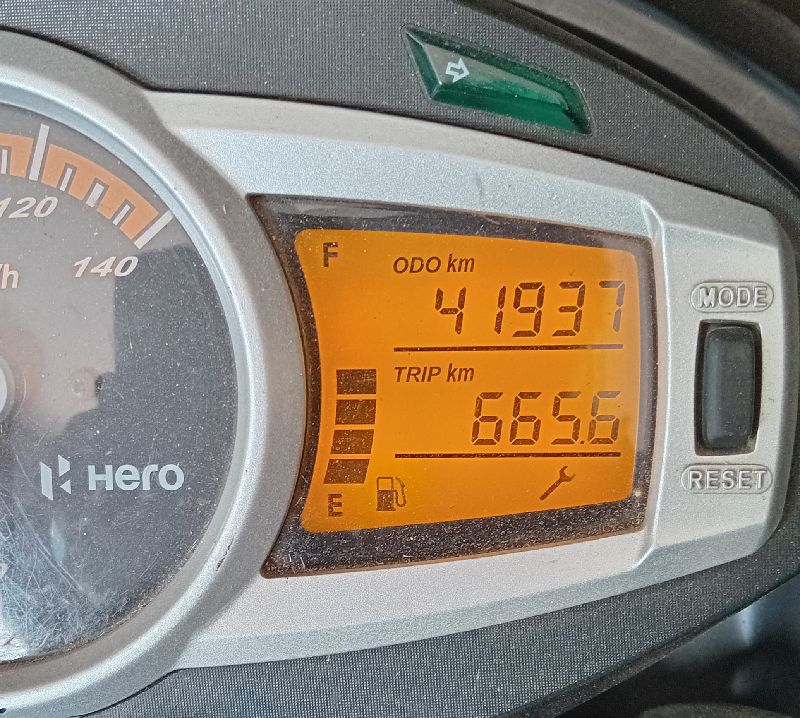 120
140
/h
Hero
F
ODO km
41937
TRIP km
665.6
E
MODE
RESET